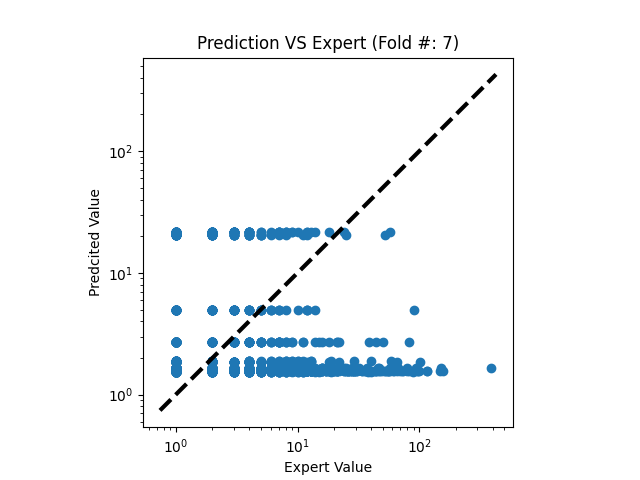 Prediction VS Expert (Fold #: 7)
Predcited Value
10²
10¹
10⁰
10⁰ 10¹ 10²
Expert Value